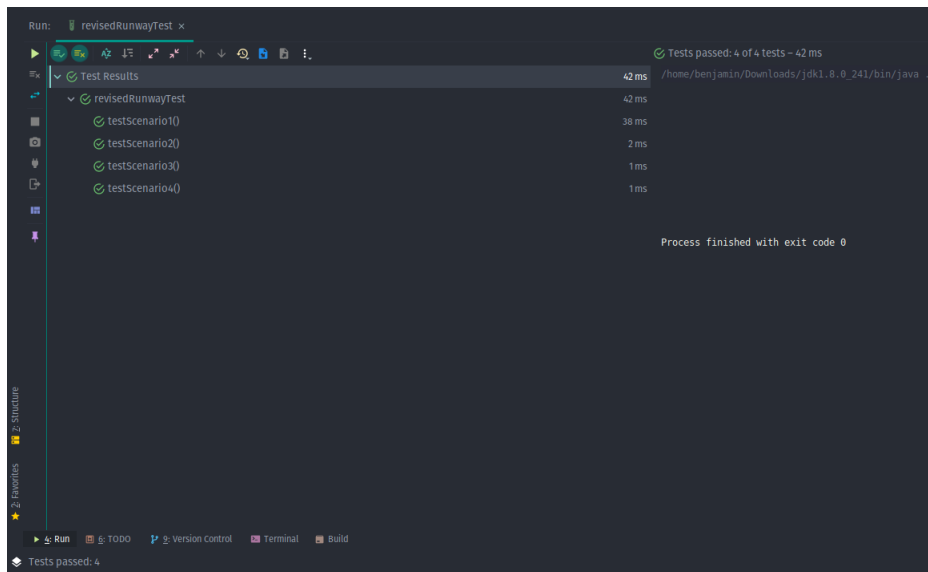 Run: revisedRunwayTest ×
Tests passed: 4 of 4 tests – 42 ms
Test Results 42 ms
/home/benjamin/Downloads/jdk1.8.0_241/bin/java .
revisedRunwayTest 42 ms
testScenario1() 38 ms
testScenario2() 2 ms
testScenario3() 1 ms
testScenario4() 1 ms
Process finished with exit code 0
2: Structure
2: Favorites
4: Run 6: TODO 9: Version Control Terminal Build
Tests passed: 4